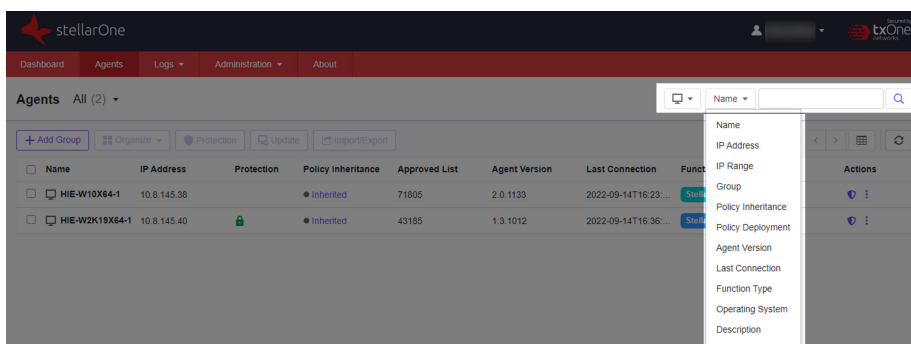 stellarOne
Secured by
txOne
networks
Dashboard Agents Logs Administration About
Agents All (2)
Name
+ Add Group Organize Protection Update Import/Export
Name IP Address Protection Policy Inheritance Approved List Agent Version Last Connection Funct Actions
HIE-W10X64-1 10.8.145.38 Inherited 71805 2.0.1133 2022-09-14T16:23:... Stell
HIE-W2K19X64-1 10.8.145.40 Inherited 43185 1.3.1012 2022-09-14T16:36:... Stell
Name
IP Address
IP Range
Group
Policy Inheritance
Policy Deployment
Agent Version
Last Connection
Function Type
Operating System
Description